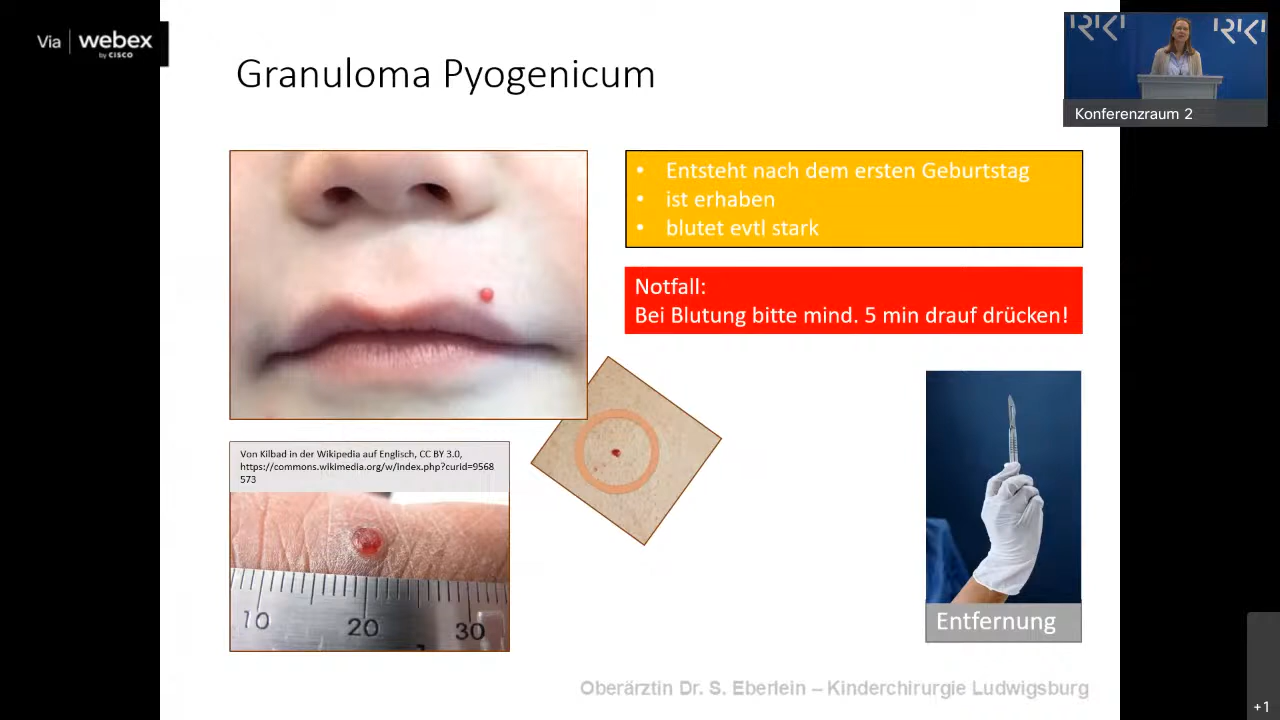 Via webex
by CISCO
RKI
RKI
Konferenzraum 2
Granuloma Pyogenicum
• Entsteht nach dem ersten Geburtstag
• ist erhaben
• blutet evtl stark
Notfall:
Bei Blutung bitte mind. 5 min drauf drücken!
Von Kilbad in der Wikipedia auf Englisch, CC BY 3.0,
https://commons.wikimedia.org/w/index.php?curid=9568
573
10 20 30
Entfernung
Oberärztin Dr. S. Eberlein – Kinderchirurgie Ludwigsburg
+1